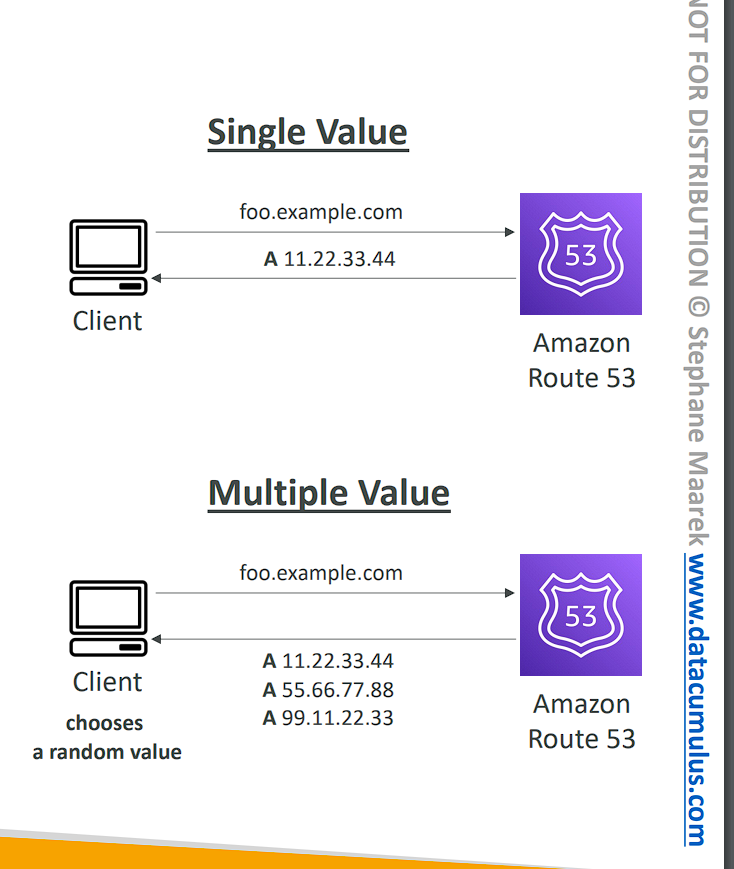 Single Value
foo.example.com
A 11.22.33.44
53
Client
Amazon
Route 53
Multiple Value
foo.example.com
53
A 11.22.33.44
A 55.66.77.88
A 99.11.22.33
Client
chooses
a random value
Amazon
Route 53
NOT FOR DISTRIBUTION © Stephane Maarek www.datacumulus.com